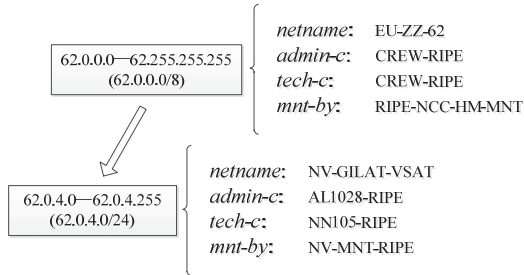 62.0.0.0—62.255.255.255
(62.0.0.0/8)
netname: EU-ZZ-62
admin-c: CREW-RIPE
tech-c: CREW-RIPE
mnt-by: RIPE-NCC-HM-MNT
62.0.4.0—62.0.4.255
(62.0.4.0/24)
netname: NV-GILAT-VSAT
admin-c: AL1028-RIPE
tech-c: NN105-RIPE
mnt-by: NV-MNT-RIPE